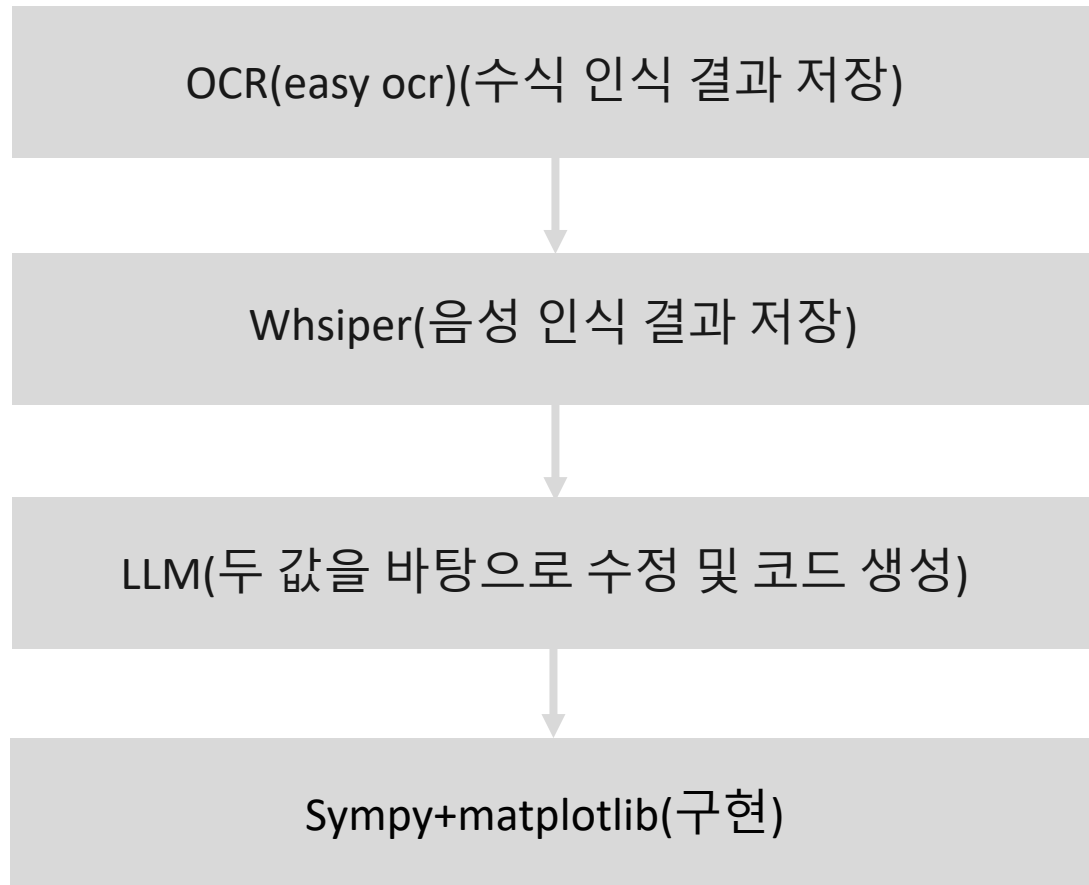 OCR(easy ocr)(수식 인식 결과 저장)
Whsiper(음성 인식 결과 저장)
LLM(두 값을 바탕으로 수정 및 코드 생성)
Sympy+matplotlib(구현)